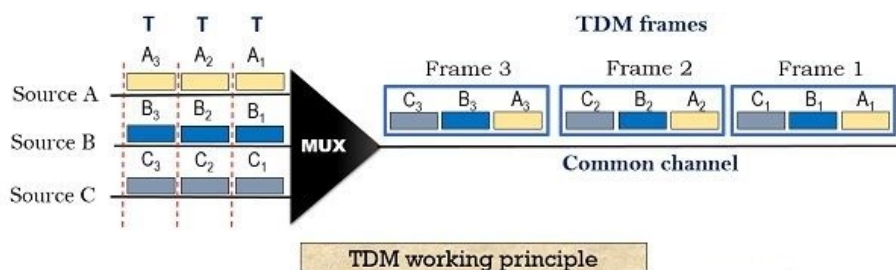 T T T
TDM frames
A₃ A₂ A₁
Frame 3 Frame 2 Frame 1
Source A
B₃ B₂ B₁
C₃ B₃ A₃ C₂ B₂ A₂ C₁ B₁ A₁
Source B
MUX
Common channel
C₃ C₂ C₁
Source C
TDM working principle